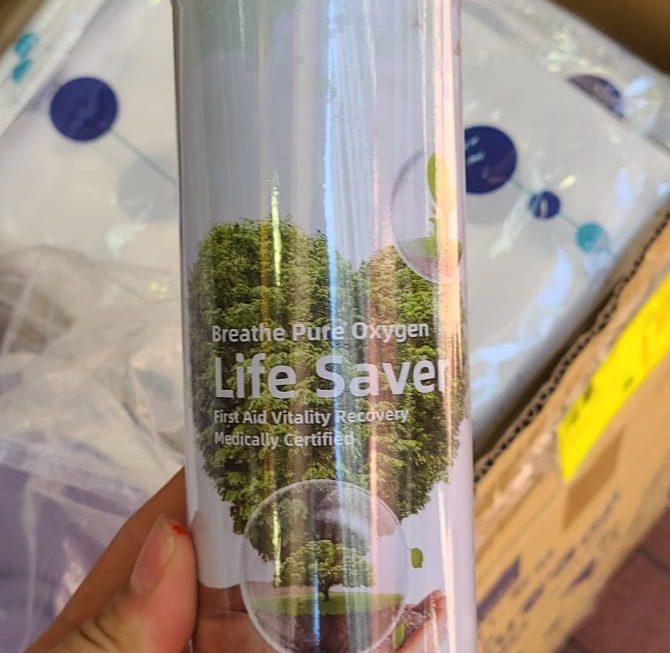 Breathe Pure Oxygen
Life Saver
First Aid Vitality Recovery
Medically Certified